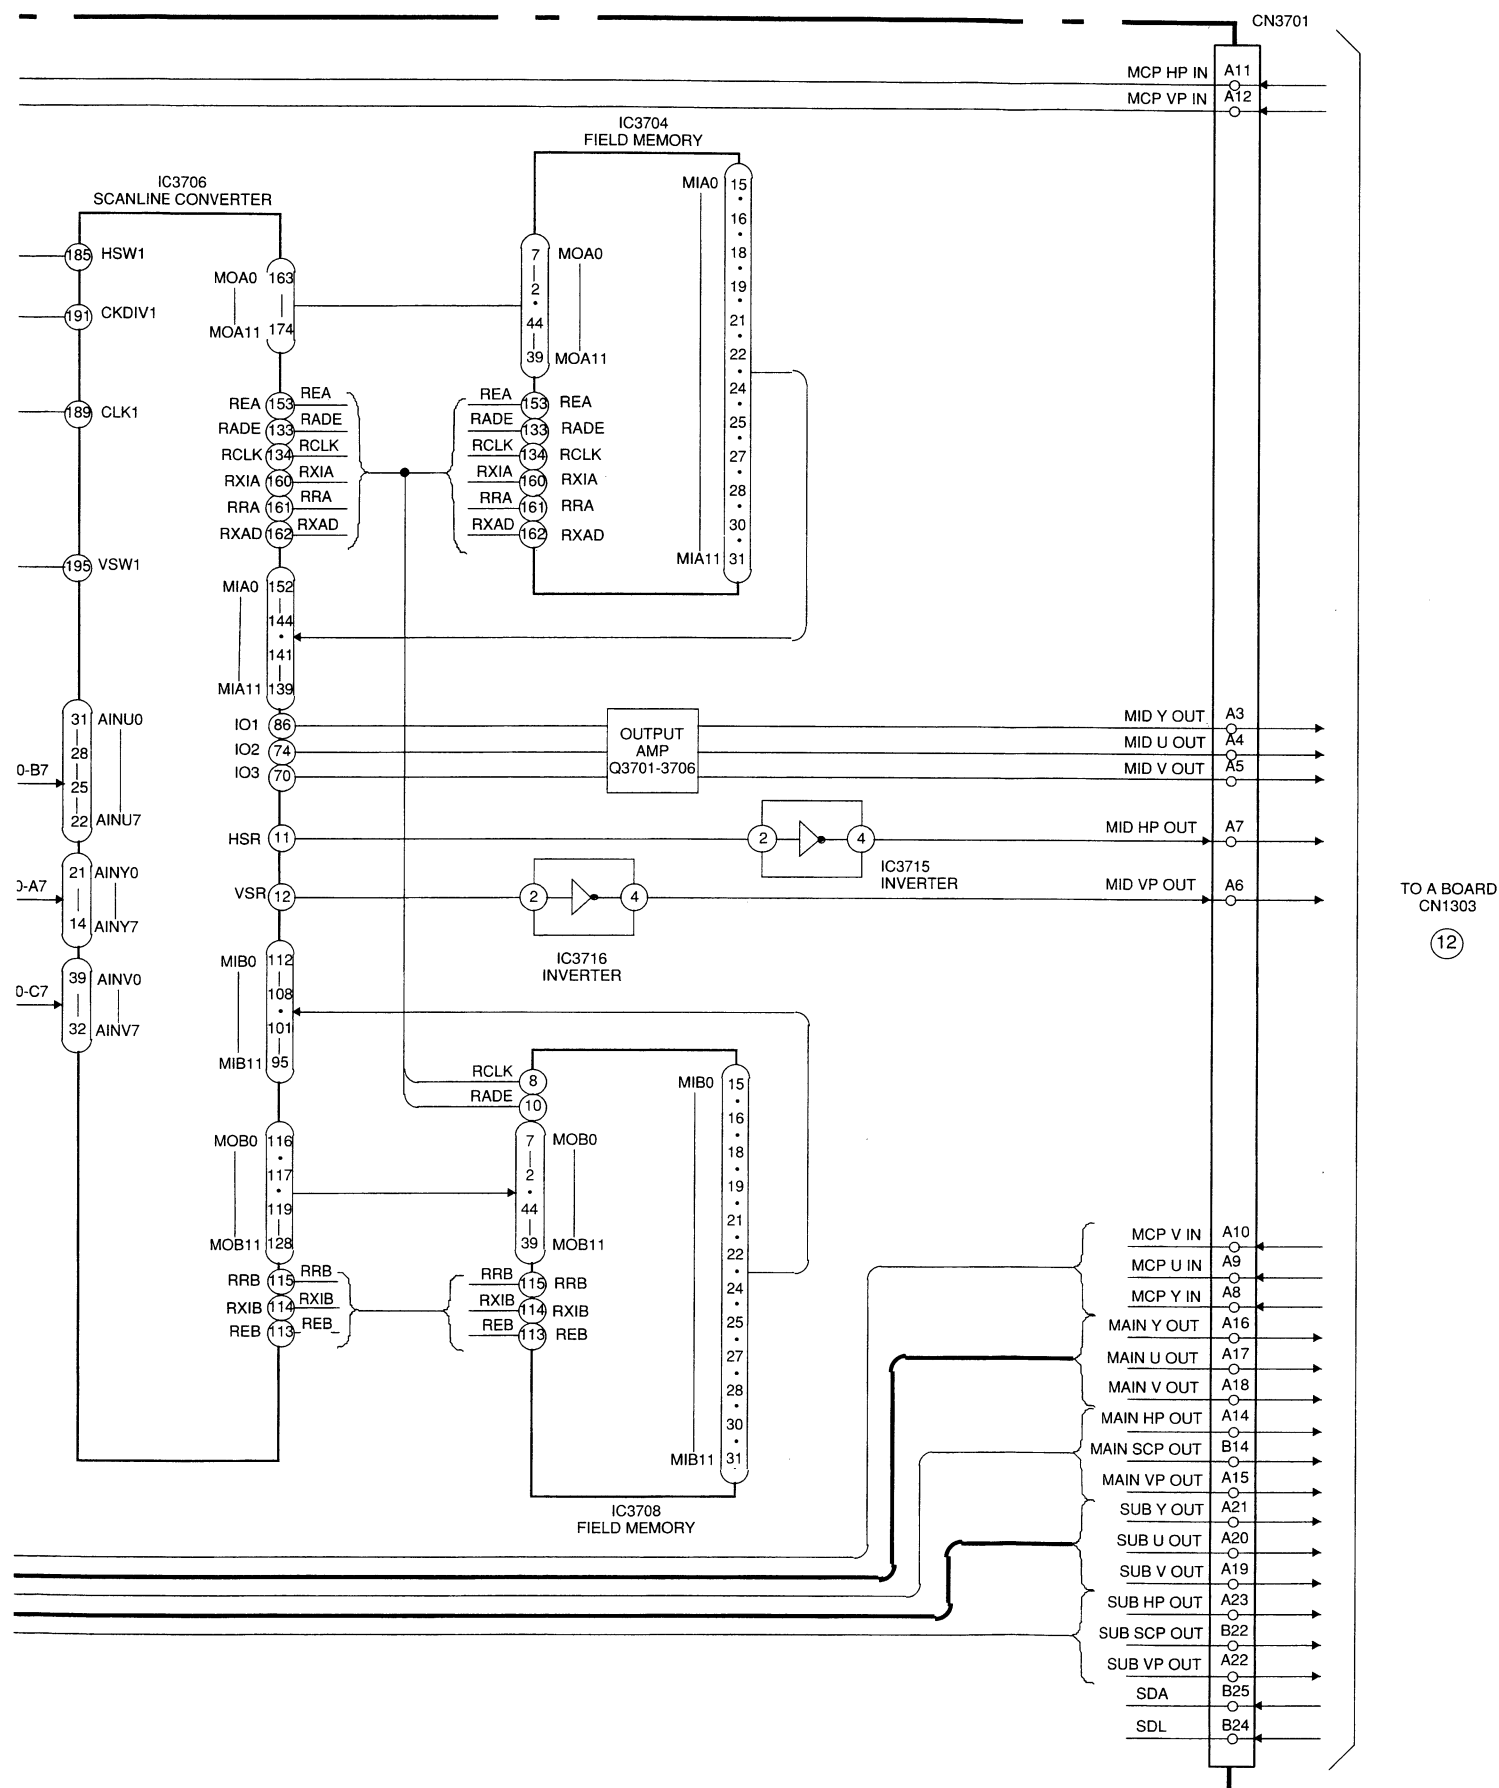 CN3701
MCP HP IN A11
MCP VP IN A12
IC3704
FIELD MEMORY
MIA0 15
16
18
19
21
22
24
25
27
28
30
MIA11 31
7 MOA0
2
44
39 MOA11
REA 153 REA
RADE 133 RADE
RCLK 134 RCLK
RXIA 160 RXIA
RRA 161 RRA
RXAD 162 RXAD
IC3706
SCANLINE CONVERTER
185 HSW1
191 CKDIV1
189 CLK1
195 VSW1
MOA0 163
MOA11 174
REA 153 REA
RADE 133 RADE
RCLK 134 RCLK
RXIA 160 RXIA
RRA 161 RRA
RXAD 162 RXAD
MIA0 152
144
141
MIA11 139
31 AINU0
28
0-B7
25
22 AINU7
21 AINY0
0-A7
14 AINY7
39 AINV0
0-C7
32 AINV7
IO1 86
IO2 74
IO3 70
OUTPUT
AMP
Q3701-3706
MID Y OUT A3
MID U OUT A4
MID V OUT A5
HSR 11
2 4
IC3715
INVERTER
MID HP OUT A7
VSR 12
2 4
IC3716
INVERTER
MID VP OUT A6
TO A BOARD
CN1303
12
MIB0 112
108
101
MIB11 95
MOB0 116
117
119
MOB11 128
RRB 115 RRB
RXIB 114 RXIB
REB 113 REB
RCLK 8
RADE 10
7 MOB0
2
44
39 MOB11
RRB 115 RRB
RXIB 114 RXIB
REB 113 REB
MIB0 15
16
18
19
21
22
24
25
27
28
30
MIB11 31
IC3708
FIELD MEMORY
MCP V IN A10
MCP U IN A9
MCP Y IN A8
MAIN Y OUT A16
MAIN U OUT A17
MAIN V OUT A18
MAIN HP OUT A14
MAIN SCP OUT B14
MAIN VP OUT A15
SUB Y OUT A21
SUB U OUT A20
SUB V OUT A19
SUB HP OUT A23
SUB SCP OUT B22
SUB VP OUT A22
SDA B25
SDL B24